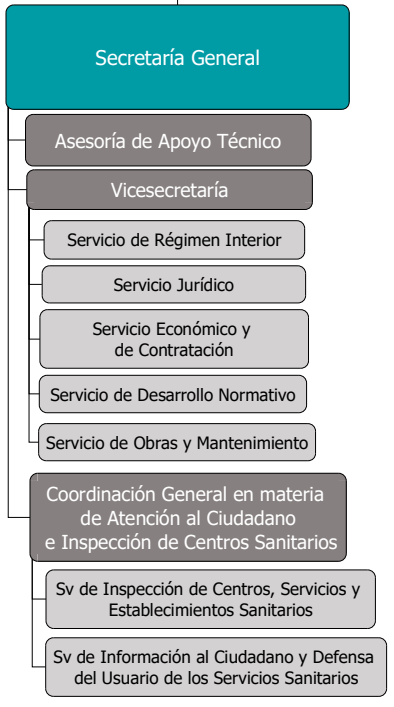 Secretaría General
Asesoría de Apoyo Técnico
Vicesecretaría
Servicio de Régimen Interior
Servicio Jurídico
Servicio Económico y
de Contratación
Servicio de Desarrollo Normativo
Servicio de Obras y Mantenimiento
Coordinación General en materia
de Atención al Ciudadano
e Inspección de Centros Sanitarios
Sv de Inspección de Centros, Servicios y
Establecimientos Sanitarios
Sv de Información al Ciudadano y Defensa
del Usuario de los Servicios Sanitarios